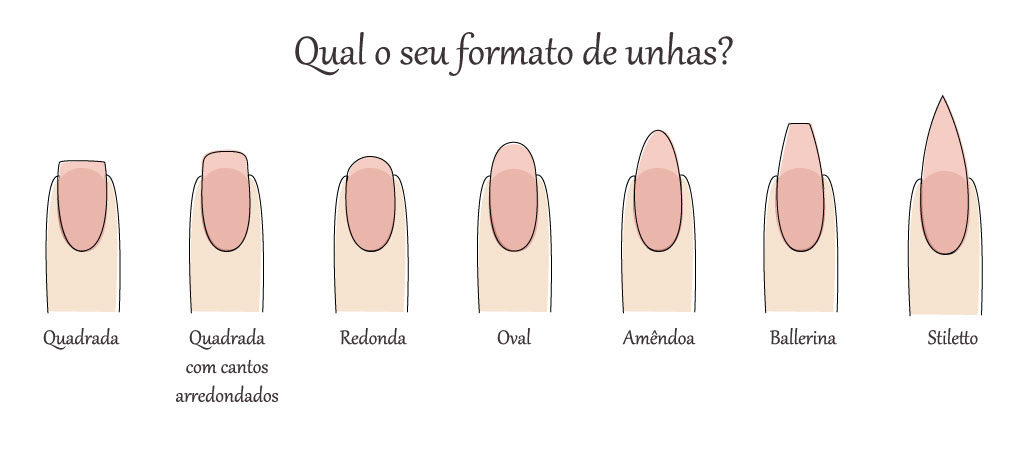 Qual o seu formato de unhas?
Quadrada
Quadrada
com cantos
arredondados
Redonda
Oval
Amêndoa
Ballerina
Stiletto